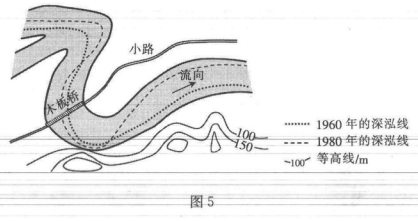 小路
流向
木板桥
100
150
1960 年的深泓线
1980 年的深泓线
100 等高线/m
图5